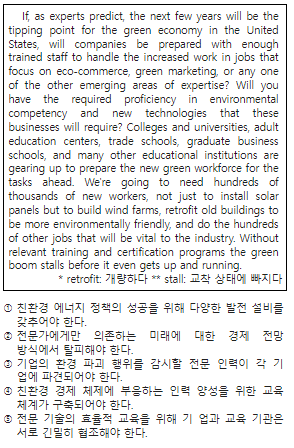 If, as experts predict, the next few years will be the
tipping point for the green economy in the United
States, will companies be prepared with enough
trained staff to handle the increased work in jobs that
focus on eco-commerce, green marketing, or any one
of the other emerging areas of expertise? Will you
have the required proficiency in environmental
competency and new technologies that these
businesses will require? Colleges and universities, adult
education centers, trade schools, graduate business
schools, and many other educational institutions are
gearing up to prepare the new green workforce for the
tasks ahead. We're going to need hundreds of
thousands of new workers, not just to install solar
panels but to build wind farms, retrofit old buildings to
be more environmentally friendly, and do the hundreds
of other jobs that will be vital to the industry. Without
relevant training and certification programs the green
boom stalls before it even gets up and running.
* retrofit: 개량하다 ** stall: 교착 상태에 빠지다
① 친환경 에너지 정책의 성공을 위해 다양한 발전 설비를
갖추어야 한다.
② 전문가에게만 의존하는 미래에 대한 경제 전망
방식에서 탈피해야 한다.
③ 기업의 환경 파괴 행위를 감시할 전문 인력이 각 기
업에 파견되어야 한다.
④ 친환경 경제 체제에 부응하는 인력 양성을 위한 교육
체계가 구축되어야 한다.
⑤ 전문 기술의 효율적 교육을 위해 기 업과 교육 기관은
서로 긴밀히 협조해야 한다.